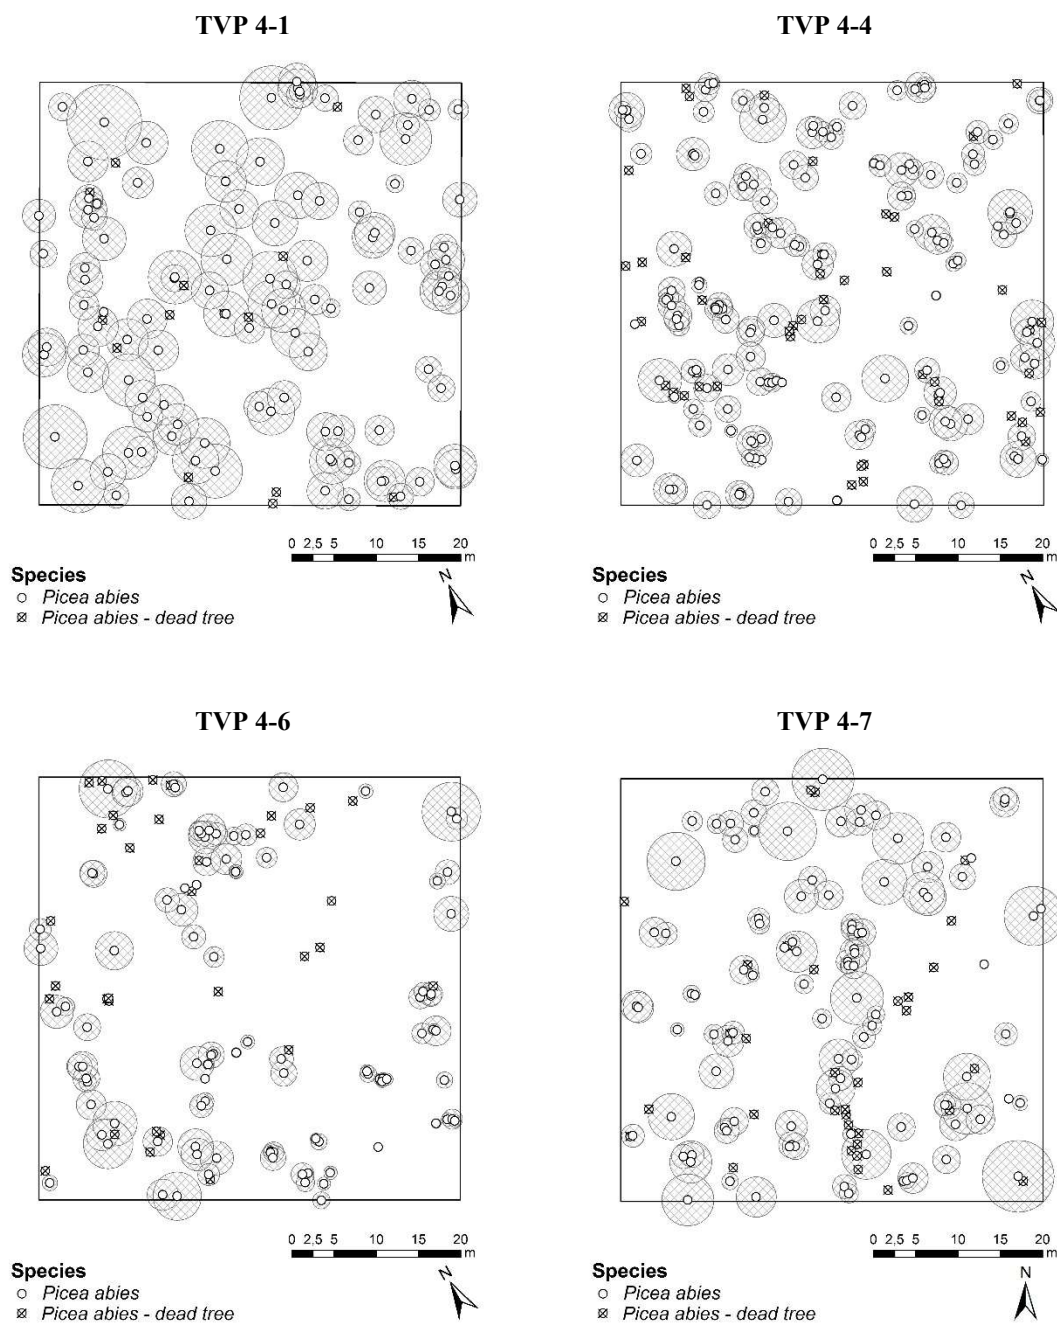 TVP 4-1
TVP 4-4
0 2,5 5 10 15 20
m
N
Species
Picea abies
Picea abies - dead tree
0 2,5 5 10 15 20
m
N
Species
Picea abies
Picea abies - dead tree
TVP 4-6
TVP 4-7
0 2,5 5 10 15 20
m
N
Species
Picea abies
Picea abies - dead tree
0 2,5 5 10 15 20
m
N
Species
Picea abies
Picea abies - dead tree